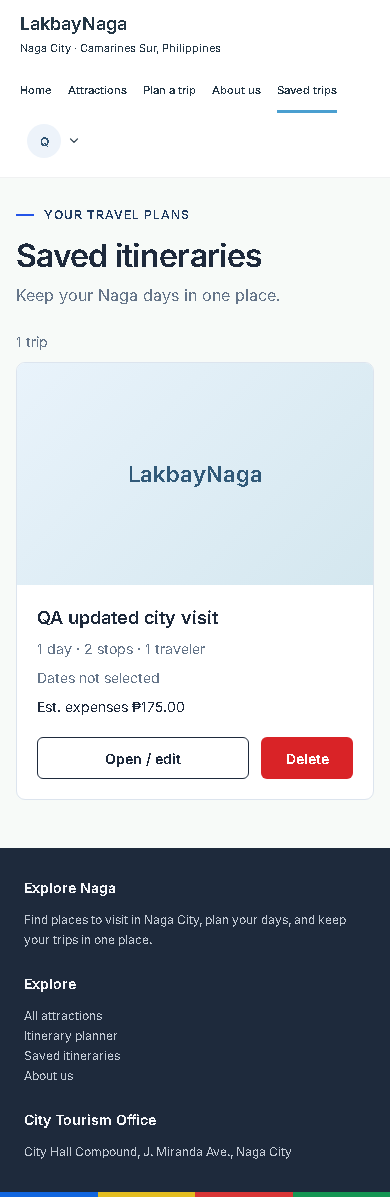 LakbayNaga
Naga City · Camarines Sur, Philippines
Home Attractions Plan a trip About us Saved trips
Q
YOUR TRAVEL PLANS
Saved itineraries
Keep your Naga days in one place.
1 trip
LakbayNaga
QA updated city visit
1 day · 2 stops · 1 traveler
Dates not selected
Est. expenses ₱175.00
Open / edit Delete
Explore Naga
Find places to visit in Naga City, plan your days, and keep
your trips in one place.
Explore
All attractions
Itinerary planner
Saved itineraries
About us
City Tourism Office
City Hall Compound, J. Miranda Ave., Naga City